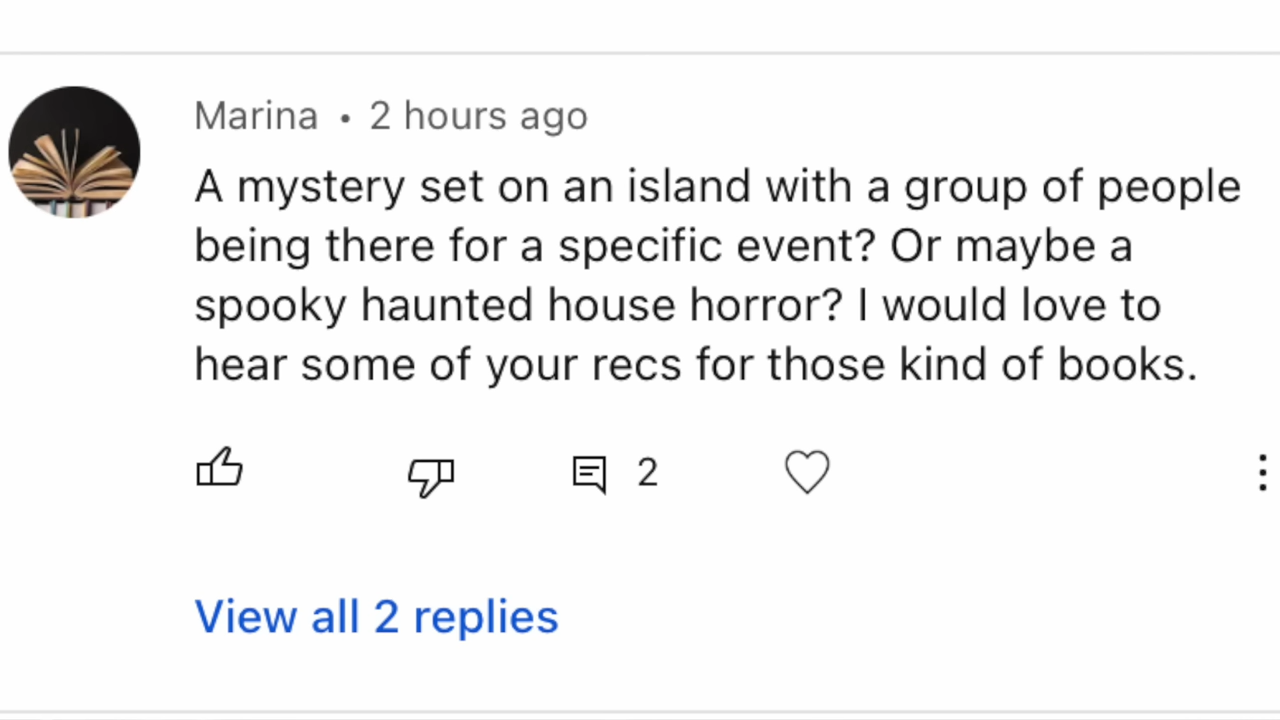 Marina • 2 hours ago
A mystery set on an island with a group of people
being there for a specific event? Or maybe a
spooky haunted house horror? I would love to
hear some of your recs for those kind of books.
2
View all 2 replies